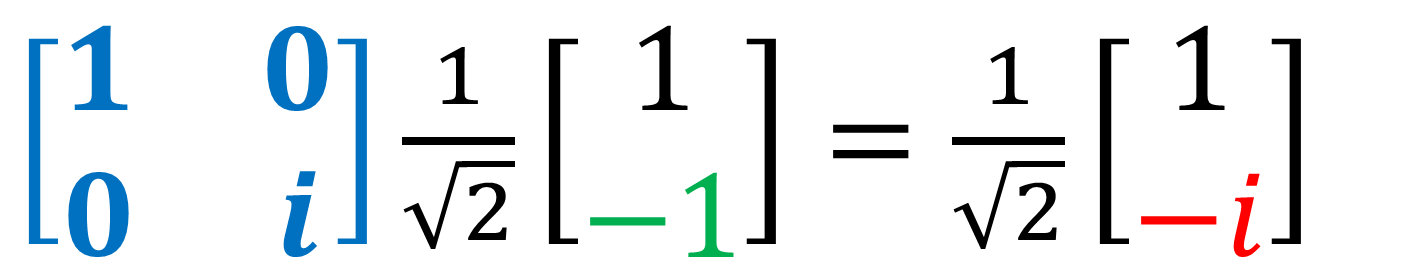 [1 0 0 i] 1/√2 [1 −1] = 1/√2 [1 −i]